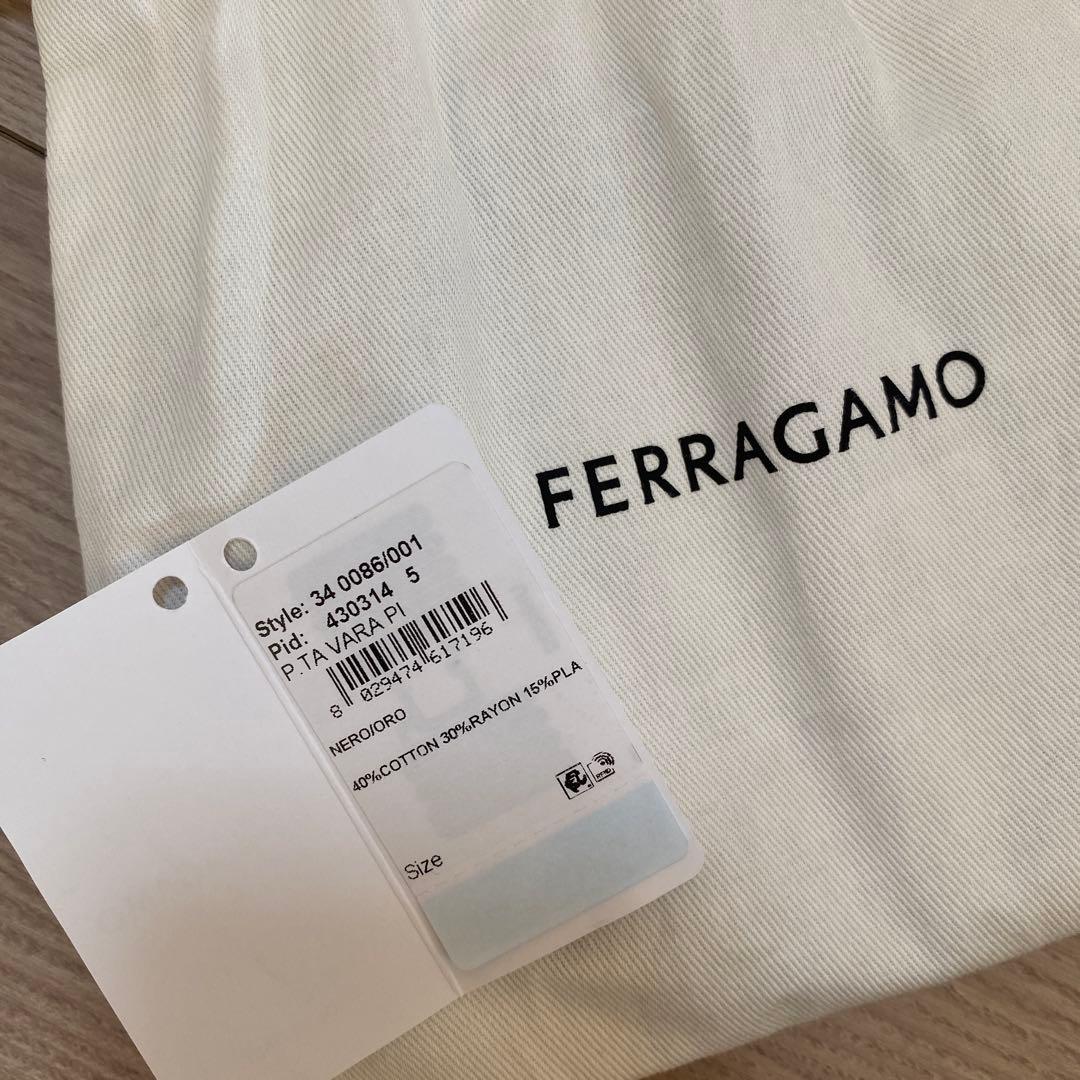 FERRAGAMO
Style: 34 0086/001
Pid: 430314 5
P.TA VARA PI
8 029474 617196
NERO/ORO
40%COTTON 30%RAYON 15%PLA
Size